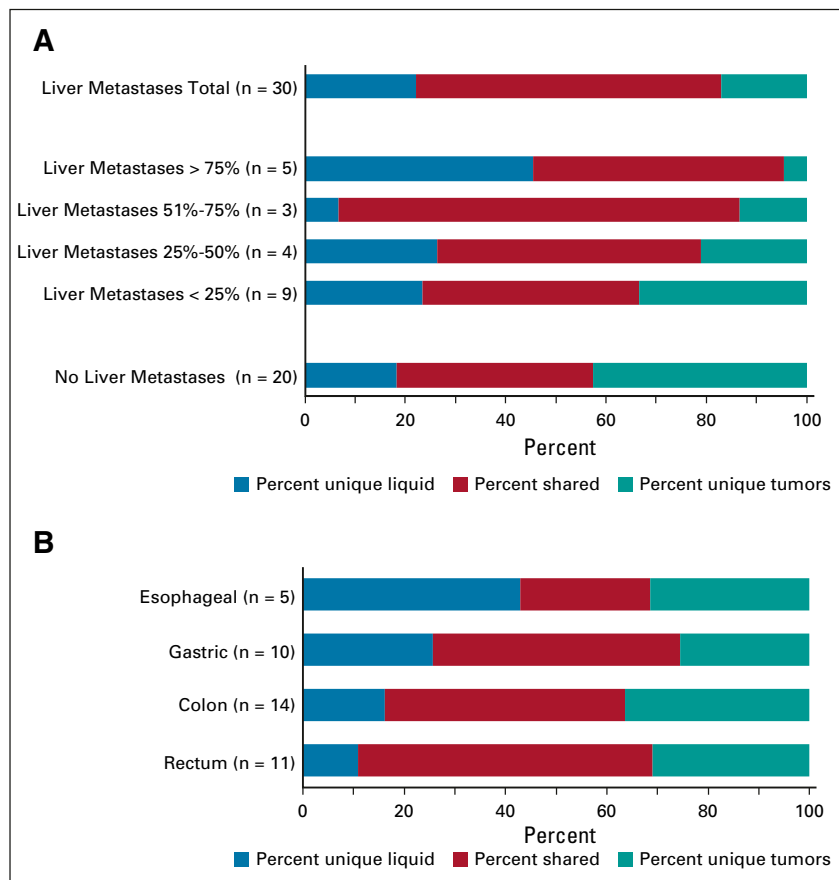 A
Liver Metastases Total (n = 30)
Liver Metastases > 75% (n = 5)
Liver Metastases 51%-75% (n = 3)
Liver Metastases 25%-50% (n = 4)
Liver Metastases < 25% (n = 9)
No Liver Metastases (n = 20)
0 20 40 60 80 100
Percent
Percent unique liquid Percent shared Percent unique tumors
B
Esophageal (n = 5)
Gastric (n = 10)
Colon (n = 14)
Rectum (n = 11)
0 20 40 60 80 100
Percent
Percent unique liquid Percent shared Percent unique tumors